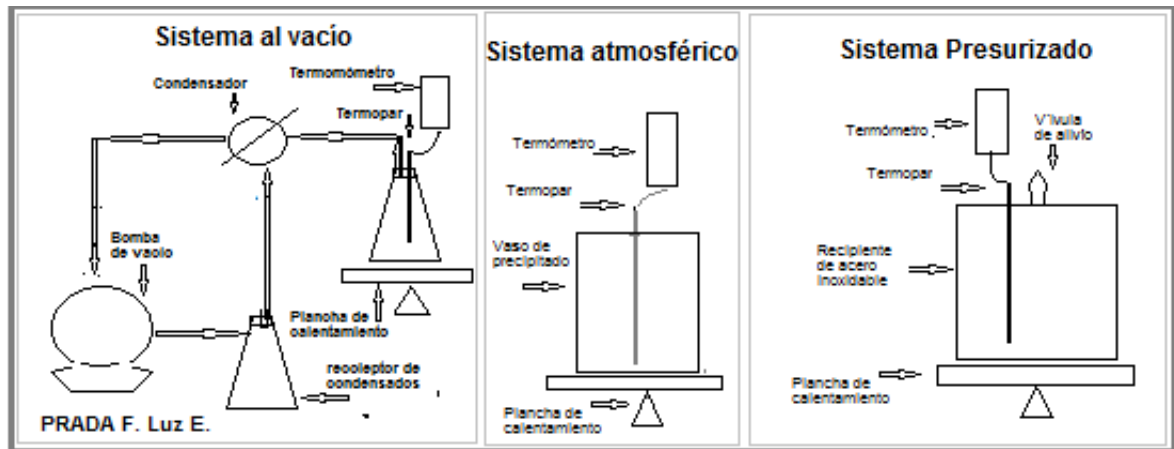 Sistema al vacío
Termomómetro
Condensador
Termopar
Bomba
de vacío
Plancha de
calentamiento
recoleptor de
condensados
PRADA F. Luz E.
Sistema atmosférico
Termómetro
Termopar
Vaso de
precipitado
Plancha de
calentamiento
Sistema Presurizado
Termómetro
V´lvula
de alivio
Termopar
Recipiente
de acero
Inoxidable
Plancha de
calentamiento